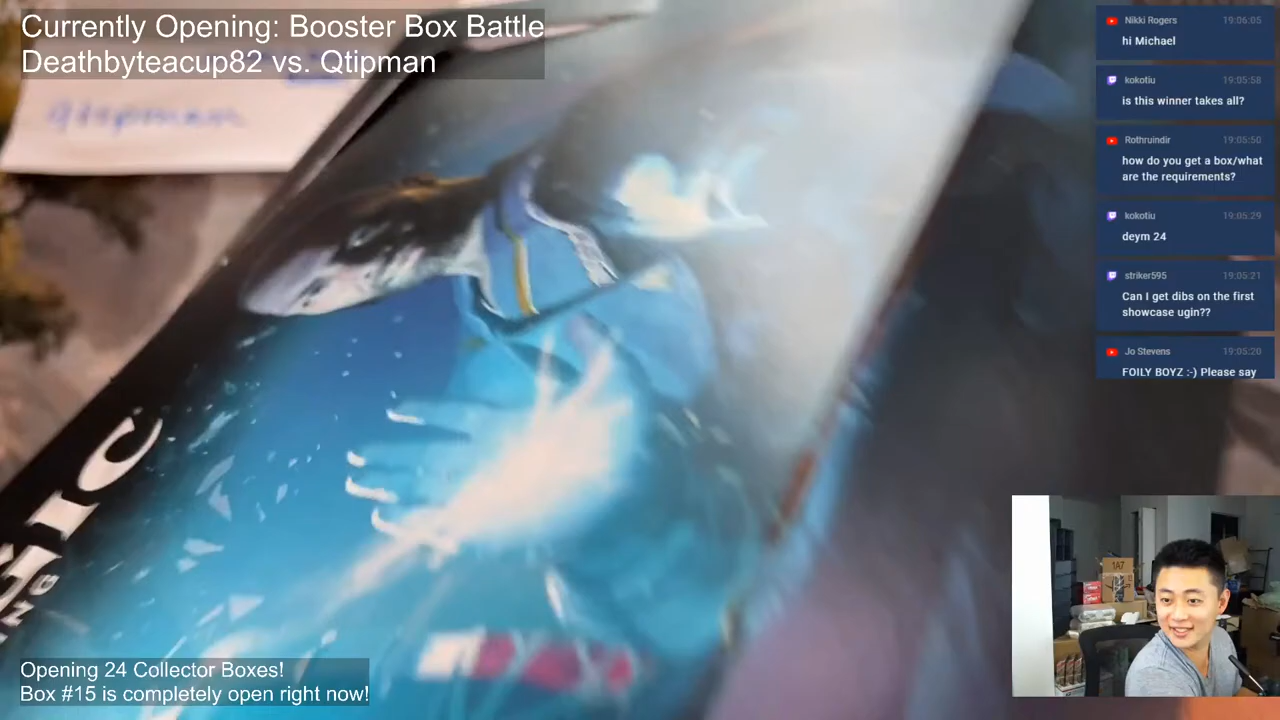 Currently Opening: Booster Box Battle
Deathbyteacup82 vs. Qtipman
qtipman
Nikki Rogers 19:06:05
hi Michael
kokotiu 19:05:58
is this winner takes all?
Rothruindir 19:05:50
how do you get a box/what
are the requirements?
kokotiu 19:05:29
deym 24
striker595 19:05:21
Can I get dibs on the first
showcase ugin??
Jo Stevens 19:05:20
FOILY BOYZ :-) Please say
1A7
Opening 24 Collector Boxes!
Box #15 is completely open right now!